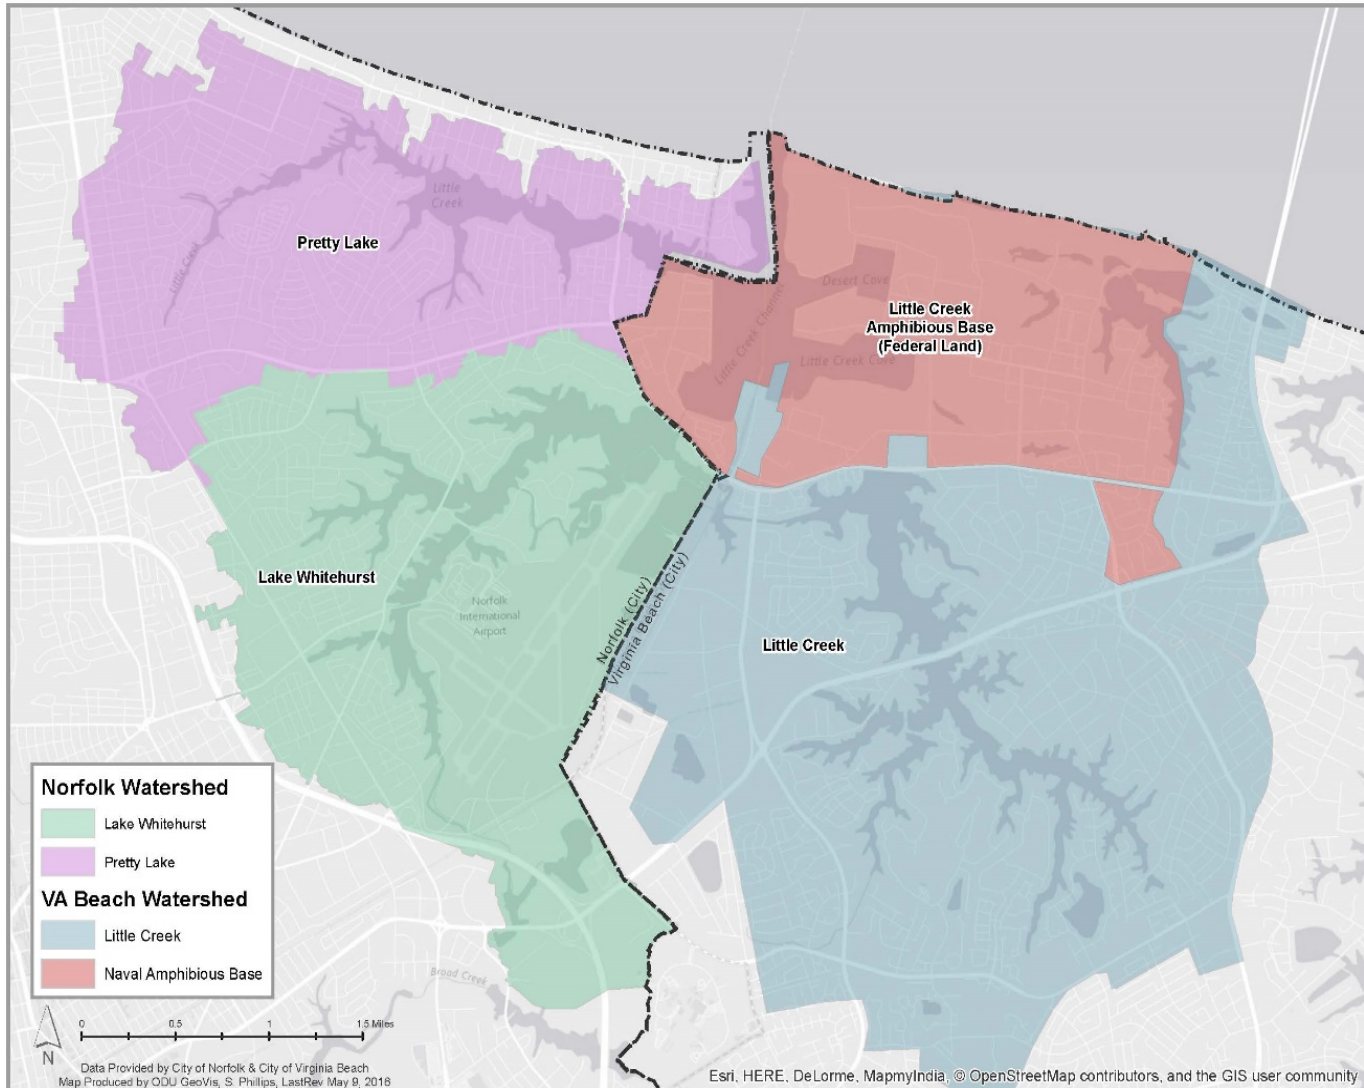 Little
Creek
Little Creek
Pretty Lake
Desert Cove
Little Creek
Amphibious Base
(Federal Land)
Little Creek Channel
Little Creek Cove
Lake Whitehurst
Norfolk
International
Airport
Norfolk (City)
Virginia Beach (City)
Little Creek
Norfolk Watershed
Lake Whitehurst
Pretty Lake
VA Beach Watershed
Little Creek
Naval Amphibious Base
Broad Creek
N
0 0.5 1 1.5 Miles
Data Provided by City of Norfolk & City of Virginia Beach
Map Produced by ODU GeoVis, S. Phillips, LastRev May 9, 2016
Esri, HERE, DeLorme, MapmyIndia, © OpenStreetMap contributors, and the GIS user community